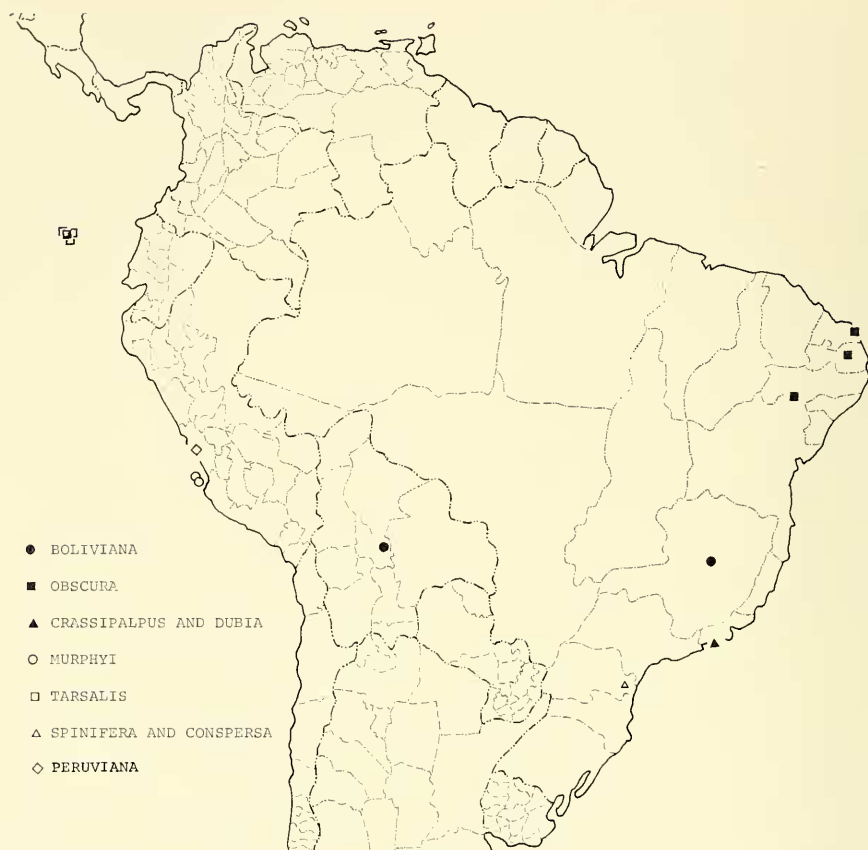 BOLIVIANA
OBSCURA
CRASSIPALPUS AND DUBIA
MURPHYI
TARSALIS
SPINIFERA AND CONSPERSA
PERUVIANA